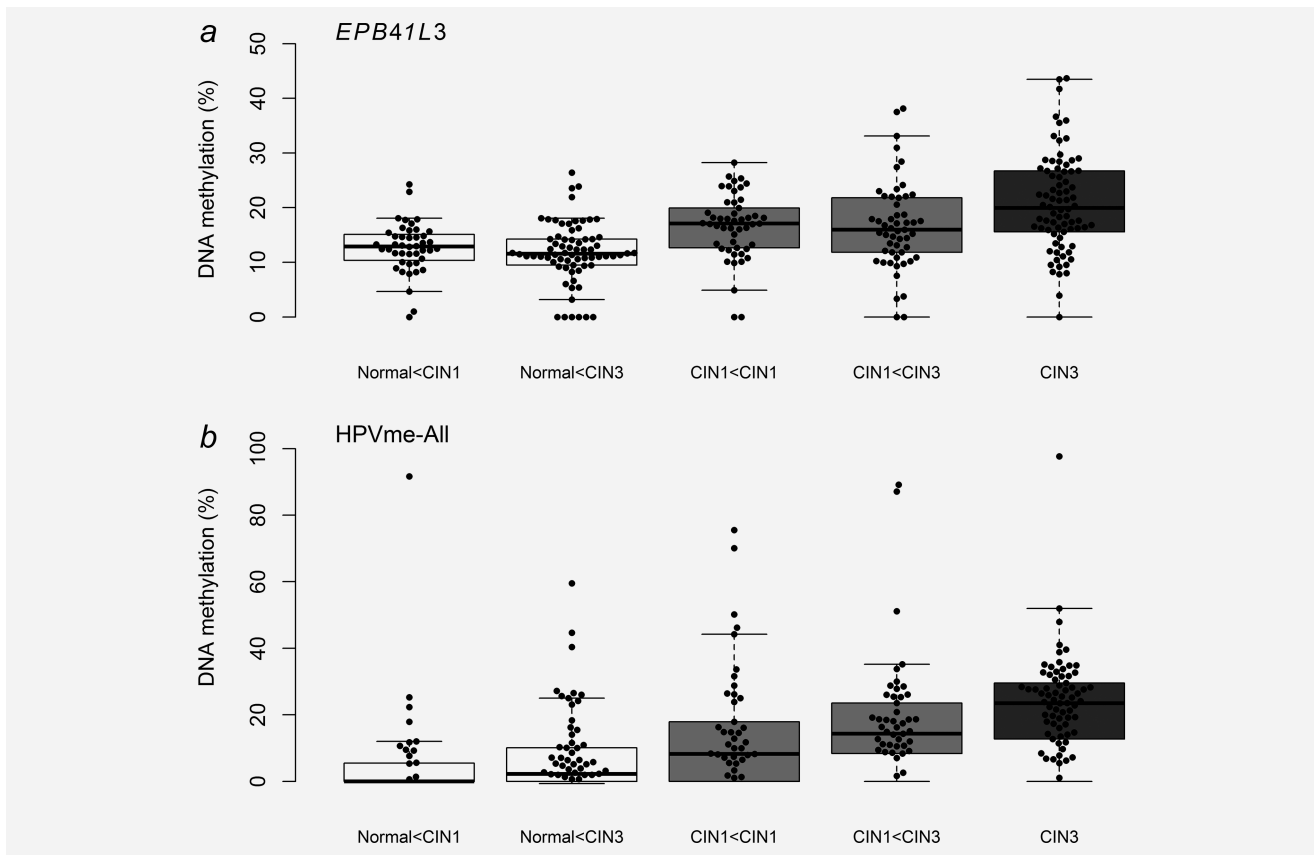 a EPB41L3
DNA methylation (%)
50
40
30
20
10
0
Normal<CIN1 Normal<CIN3 CIN1<CIN1 CIN1<CIN3 CIN3
b HPVme-All
DNA methylation (%)
100
80
60
40
20
0
Normal<CIN1 Normal<CIN3 CIN1<CIN1 CIN1<CIN3 CIN3